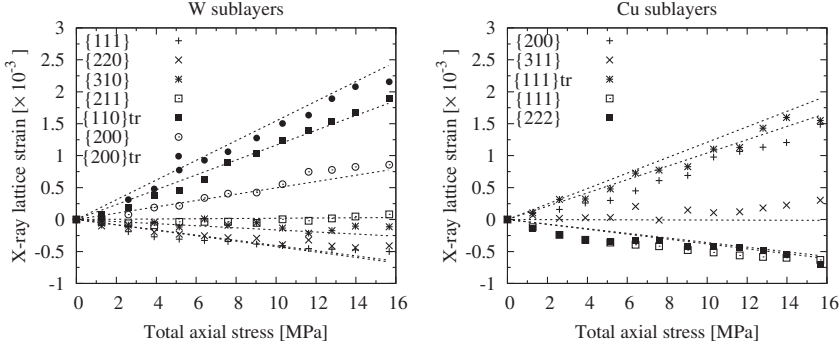 W sublayers
X-ray lattice strain [× 10⁻³]
3
2.5
2
1.5
1
0.5
0
-0.5
-1
{111}
{220}
{310}
{211}
{110}tr
{200}
{200}tr
0 2 4 6 8 10 12 14 16
Total axial stress [MPa]
Cu sublayers
X-ray lattice strain [× 10⁻³]
3
2.5
2
1.5
1
0.5
0
-0.5
-1
{200}
{311}
{111}tr
{111}
{222}
0 2 4 6 8 10 12 14 16
Total axial stress [MPa]